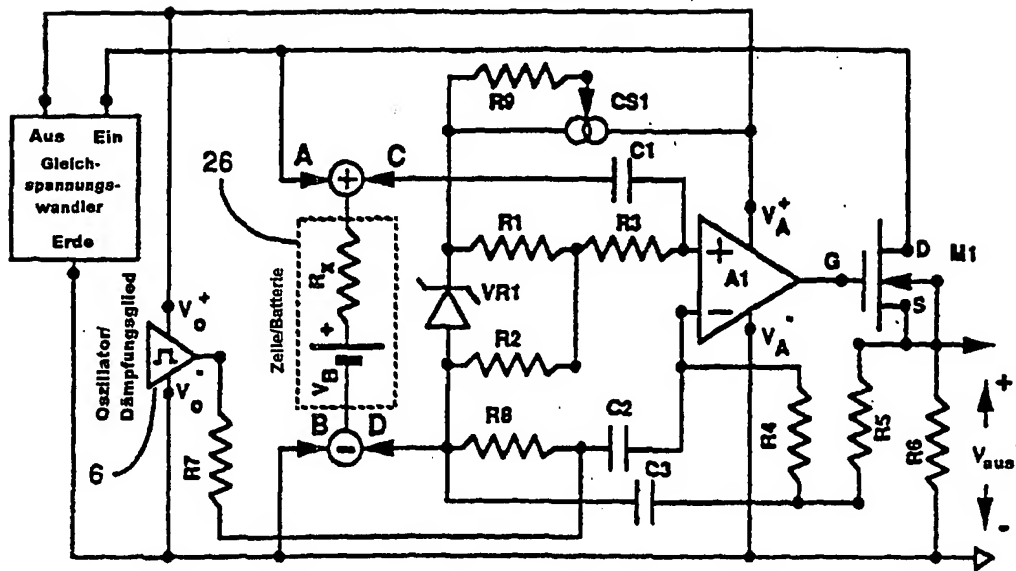 R9
CS1
Aus Ein
Gleich-
spannungs-
wandler
Erde
26
A
C
C1
+
R1
R3
V_A^+
Zelle/Batterie
R_x
VR1
+
A1
-
G
D
M1
S
Oszillator/
Dämpfungsglied
V_o^+
V_o^-
+
V_B
R2
V_A^-
B
D
-
R8
C2
R4
R5
R6
+
V_aus
-
6
R7
C3